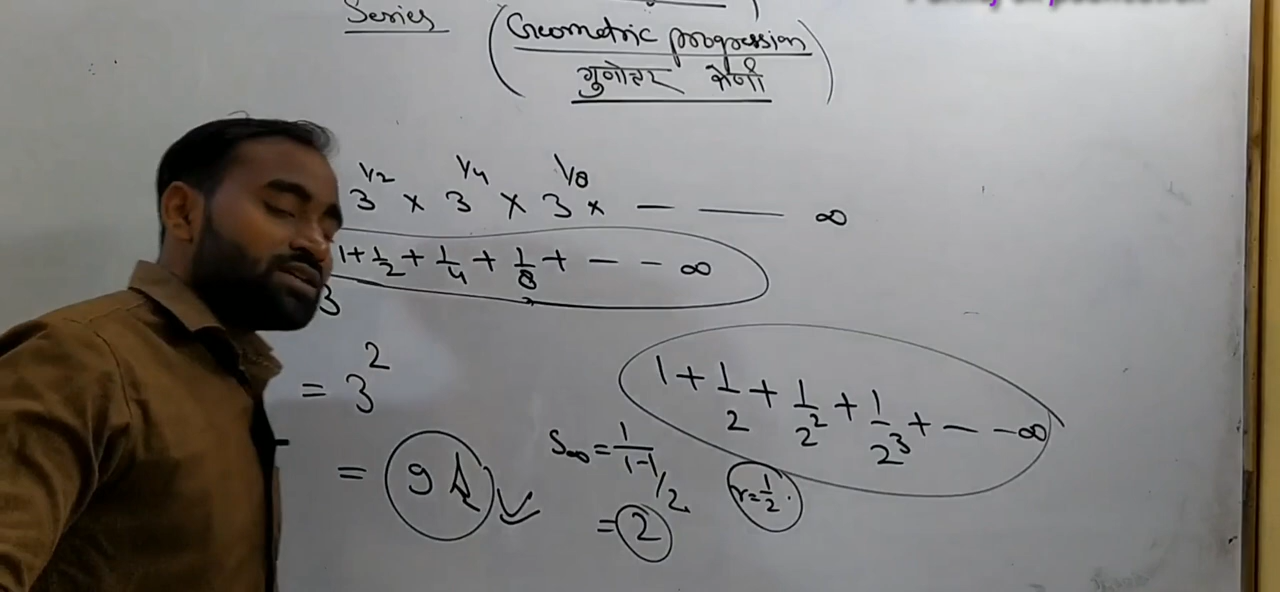 Series (Geometric progression
गुणोत्तर श्रेणी)
3^{1/2} × 3^{1/4} × 3^{1/8} × — —— ∞
1 + 1/2 + 1/4 + 1/8 + - - ∞
3
= 3^2
1 + 1/2 + 1/2^2 + 1/2^3 + - - ∞
S∞ = 1/1-1/2
r = 1/2.
= 9
= 2